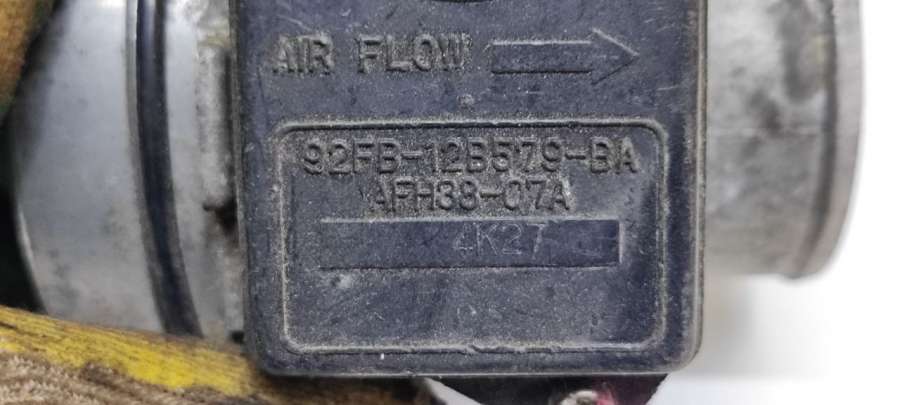 AIR FLOW
92FB-12B579-BA
AFH38-07A
4K27